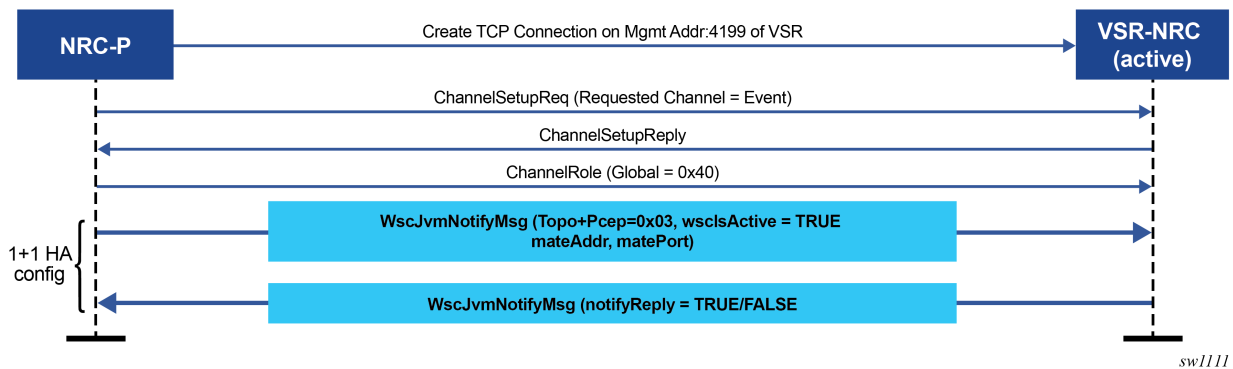 NRC-P
Create TCP Connection on Mgmt Addr:4199 of VSR
VSR-NRC
(active)
ChannelSetupReq (Requested Channel = Event)
ChannelSetupReply
ChannelRole (Global = 0x40)
1+1 HA
config
WscJvmNotifyMsg (Topo+Pcep=0x03, wscIsActive = TRUE
mateAddr, matePort)
WscJvmNotifyMsg (notifyReply = TRUE/FALSE
sw1111